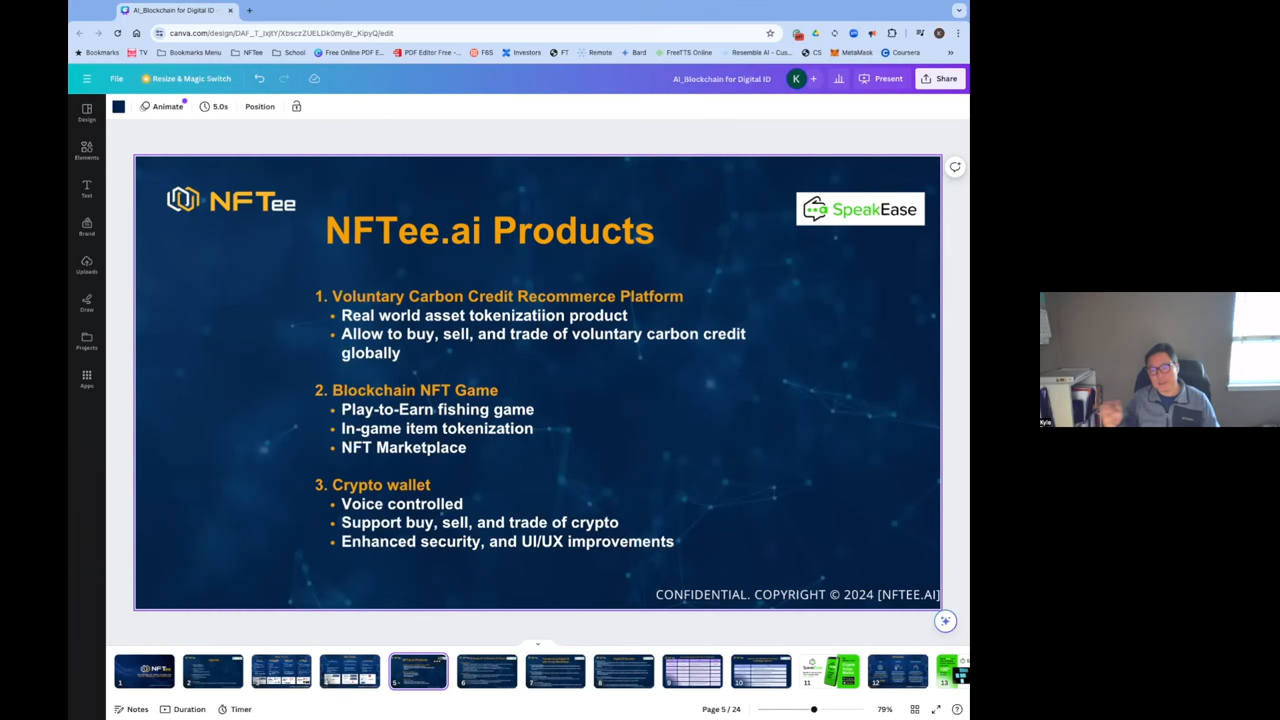 AI_Blockchain for Digital ID
canva.com/design/DAF_T_IxjtY/XbsczZUELDk0my8r_KipyQ/edit
Bookmarks
TV
Bookmarks Menu
NFTee
School
Free Online PDF E...
PDF Editor Free -...
F6S
Investors
FT
Remote
Bard
FreeTTS Online
Resemble AI - Cus...
CS
MetaMask
Coursera
File
Resize & Magic Switch
AI_Blockchain for Digital ID
K
Present
Share
Animate
5.0s
Position
Design
Elements
Text
Brand
Uploads
Draw
Projects
Apps
NFTee
SpeakEase
NFTee.ai Products
1. Voluntary Carbon Credit Recommerce Platform
• Real world asset tokenizatiion product
• Allow to buy, sell, and trade of voluntary carbon credit
globally
2. Blockchain NFT Game
• Play-to-Earn fishing game
• In-game item tokenization
• NFT Marketplace
3. Crypto wallet
• Voice controlled
• Support buy, sell, and trade of crypto
• Enhanced security, and UI/UX improvements
CONFIDENTIAL. COPYRIGHT © 2024 [NFTEE.AI]
Kyle
1
2
5
6
7
8
9
10
11
12
13
Notes
Duration
Timer
Page 5 / 24
79%